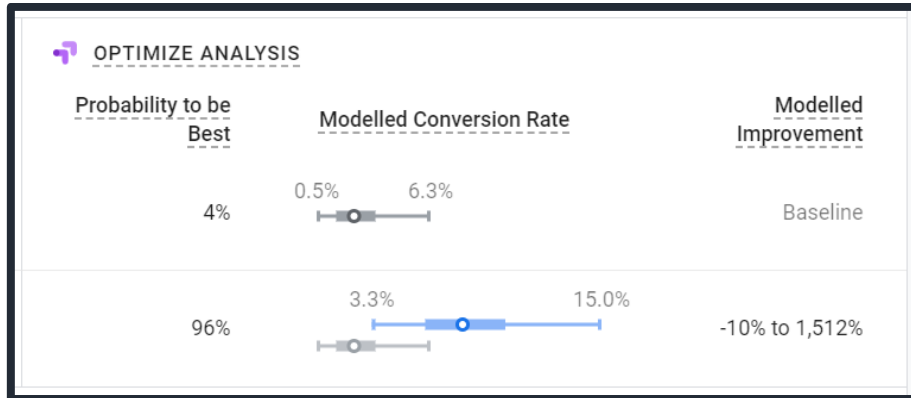 OPTIMIZE ANALYSIS
Probability to be
Best
Modelled Conversion Rate
Modelled
Improvement
4%
0.5%
6.3%
Baseline
96%
3.3%
15.0%
-10% to 1,512%